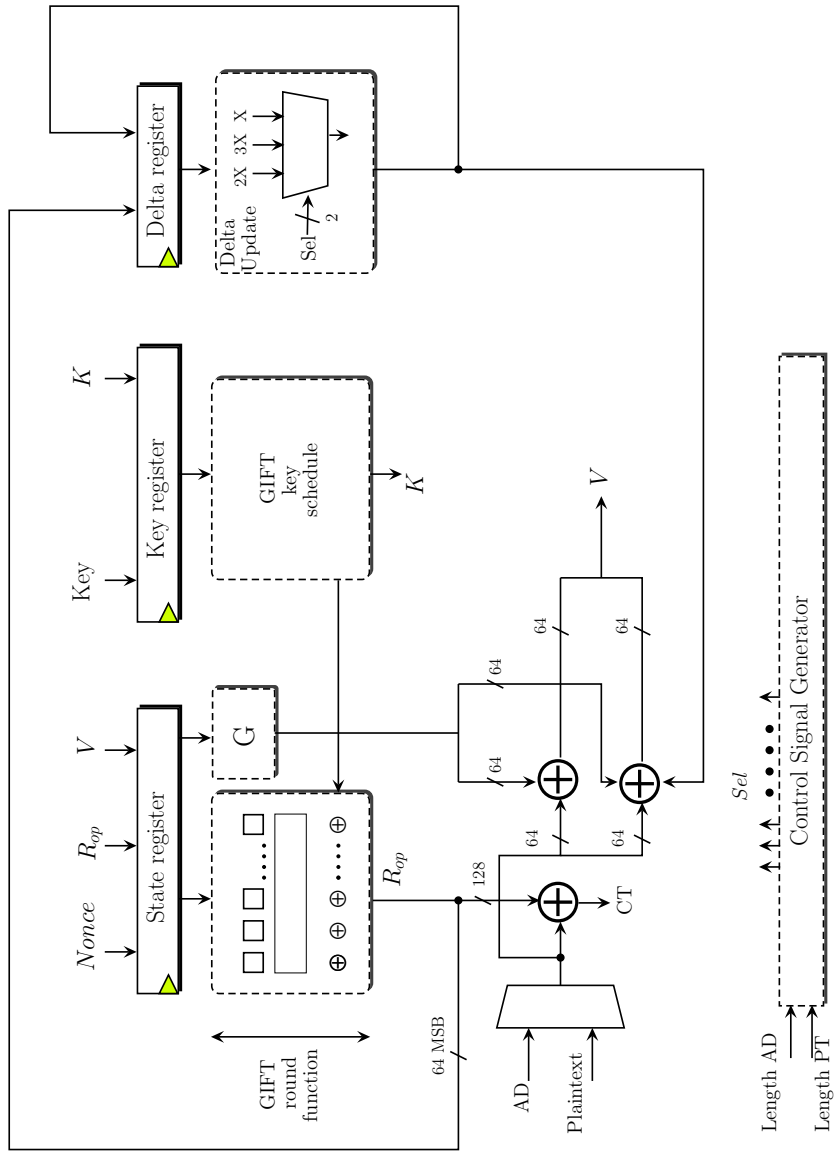 Nonce
R_op
V
Key
K
State register
Key register
Delta register
G
GIFT
key
schedule
Delta
Update
2X
3X
X
Sel
2
GIFT
round
function
R_op
K
64 MSB
128
64
64
64
64
64
64
V
AD
Plaintext
CT
Sel
Length AD
Length PT
Control Signal Generator